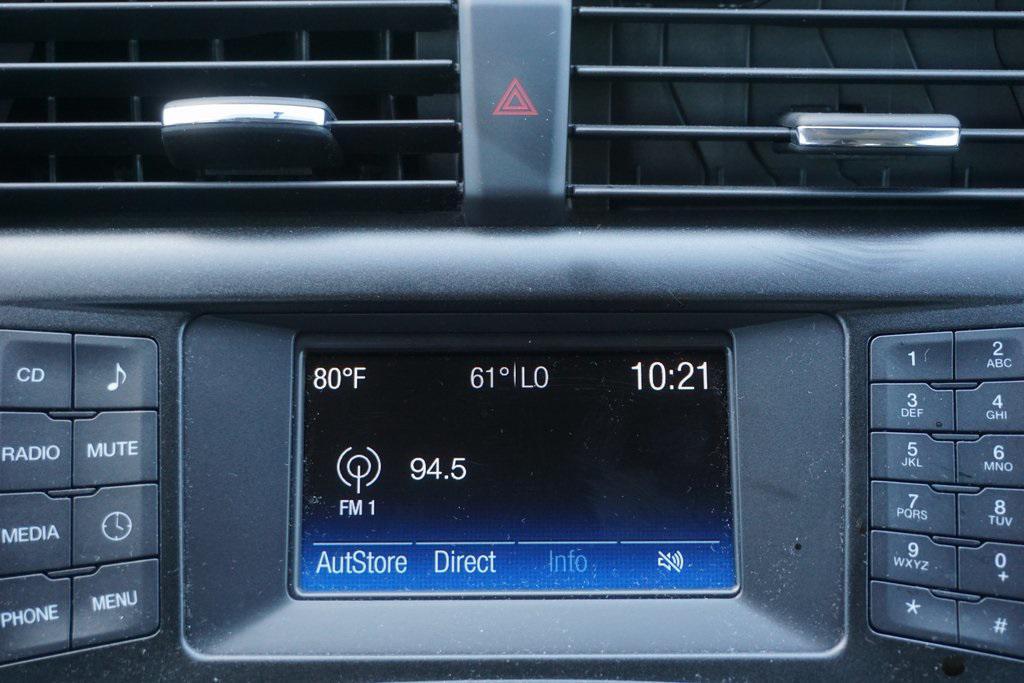 80°F 61°|LO 10:21
94.5
FM 1
AutStore Direct Info
CD
RADIO MUTE
MEDIA
PHONE MENU
1 2 ABC
3 DEF 4 GHI
5 JKL 6 MNO
7 PQRS 8 TUV
9 WXYZ 0 +
* #